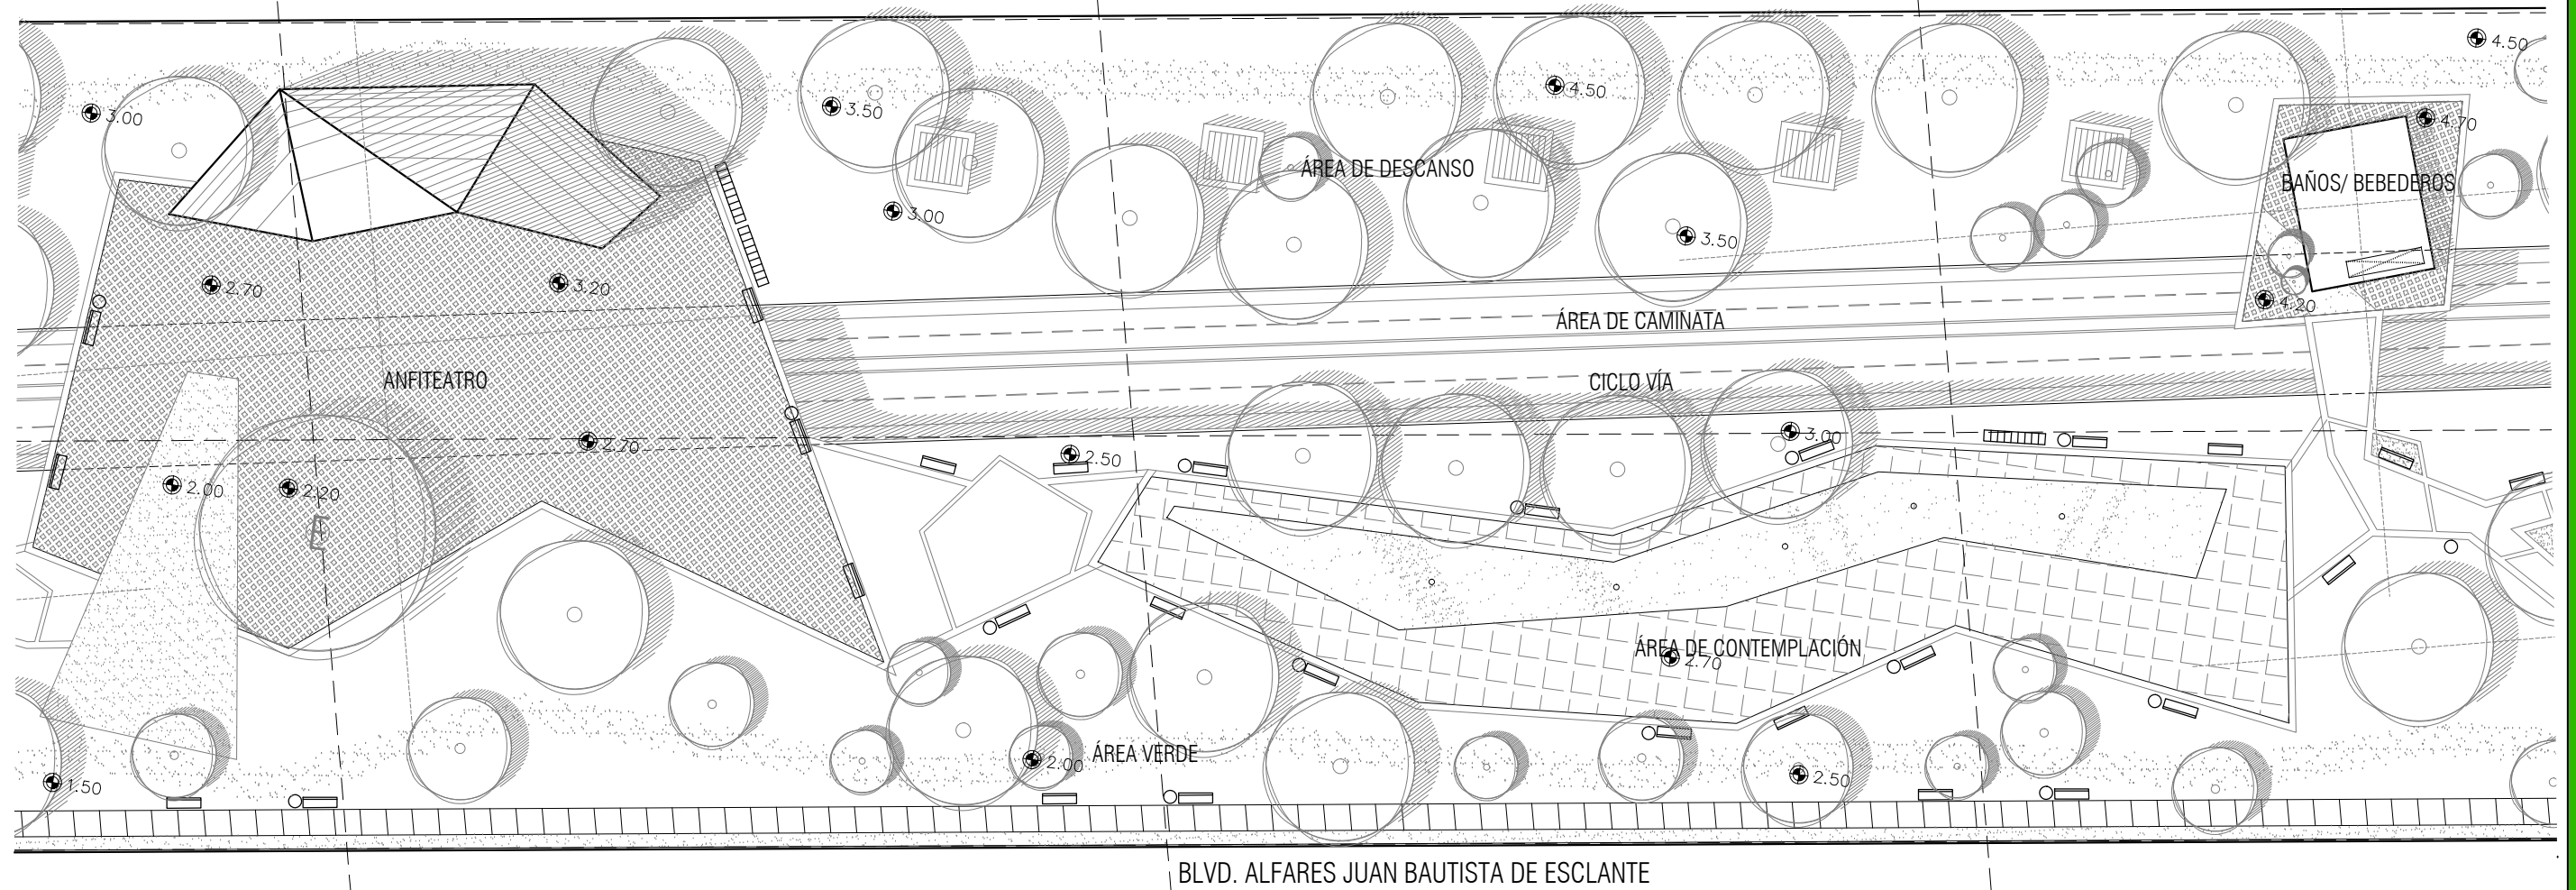 4.50
4.50
3.00
3.50
4.70
ÁREA DE DESCANSO
BAÑOS/ BEBEDEROS
3.00
3.50
2.70
3.20
4.20
ÁREA DE CAMINATA
ANFITEATRO
CICLO VÍA
3.00
2.70
2.50
2.00
2.20
ÁREA DE CONTEMPLACIÓN
2.70
ÁREA VERDE
2.00
2.50
1.50
BLVD. ALFARES JUAN BAUTISTA DE ESCLANTE